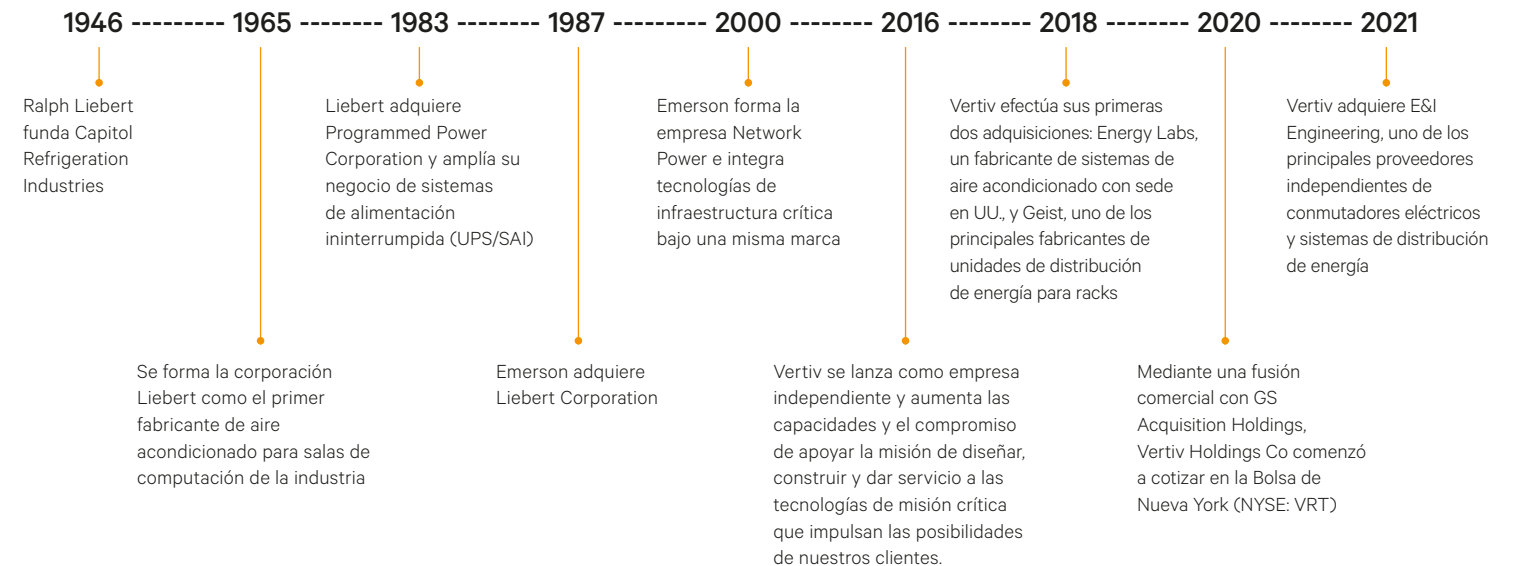 1946 --------- 1965 -------- 1983 -------- 1987 --------- 2000 -------- 2016 -------- 2018 -------- 2020 -------- 2021
Ralph Liebert
funda Capitol
Refrigeration
Industries
Se forma la corporación
Liebert como el primer
fabricante de aire
acondicionado para salas de
computación de la industria
Liebert adquiere
Programmed Power
Corporation y amplía su
negocio de sistemas
de alimentación
ininterrumpida (UPS/SAI)
Emerson adquiere
Liebert Corporation
Emerson forma la
empresa Network
Power e integra
tecnologías de
infraestructura crítica
bajo una misma marca
Vertiv se lanza como empresa
independiente y aumenta las
capacidades y el compromiso
de apoyar la misión de diseñar,
construir y dar servicio a las
tecnologías de misión crítica
que impulsan las posibilidades
de nuestros clientes.
Vertiv efectúa sus primeras
dos adquisiciones: Energy Labs,
un fabricante de sistemas de
aire acondicionado con sede
en UU., y Geist, uno de los
principales fabricantes de
unidades de distribución
de energía para racks
Mediante una fusión
comercial con GS
Acquisition Holdings,
Vertiv Holdings Co comenzó
a cotizar en la Bolsa de
Nueva York (NYSE: VRT)
Vertiv adquiere E&I
Engineering, uno de los
principales proveedores
independientes de
conmutadores eléctricos
y sistemas de distribución
de energía